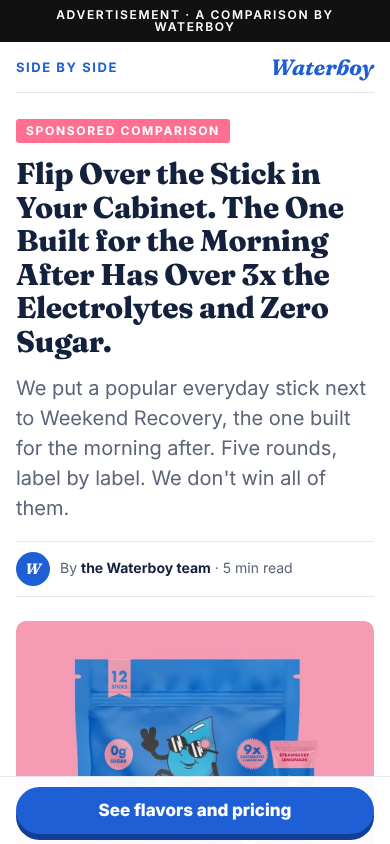 ADVERTISEMENT · A COMPARISON BY
WATERBOY
SIDE BY SIDE
Waterboy
SPONSORED COMPARISON
Flip Over the Stick in
Your Cabinet. The One
Built for the Morning
After Has Over 3x the
Electrolytes and Zero
Sugar.
We put a popular everyday stick next
to Weekend Recovery, the one built
for the morning after. Five rounds,
label by label. We don't win all of
them.
W
By the Waterboy team · 5 min read
12
STICKS
0g
SUGAR
9x
STRAWBERRY
LEMONADE
See flavors and pricing